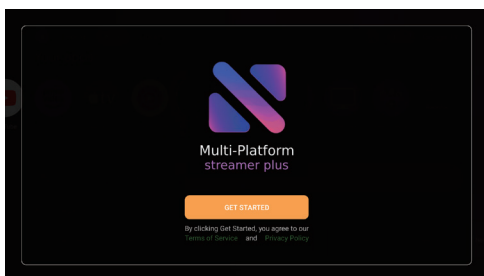 Multi-Platform
streamer plus
GET STARTED
By clicking Get Started, you agree to our
Terms of Service and Privacy Policy